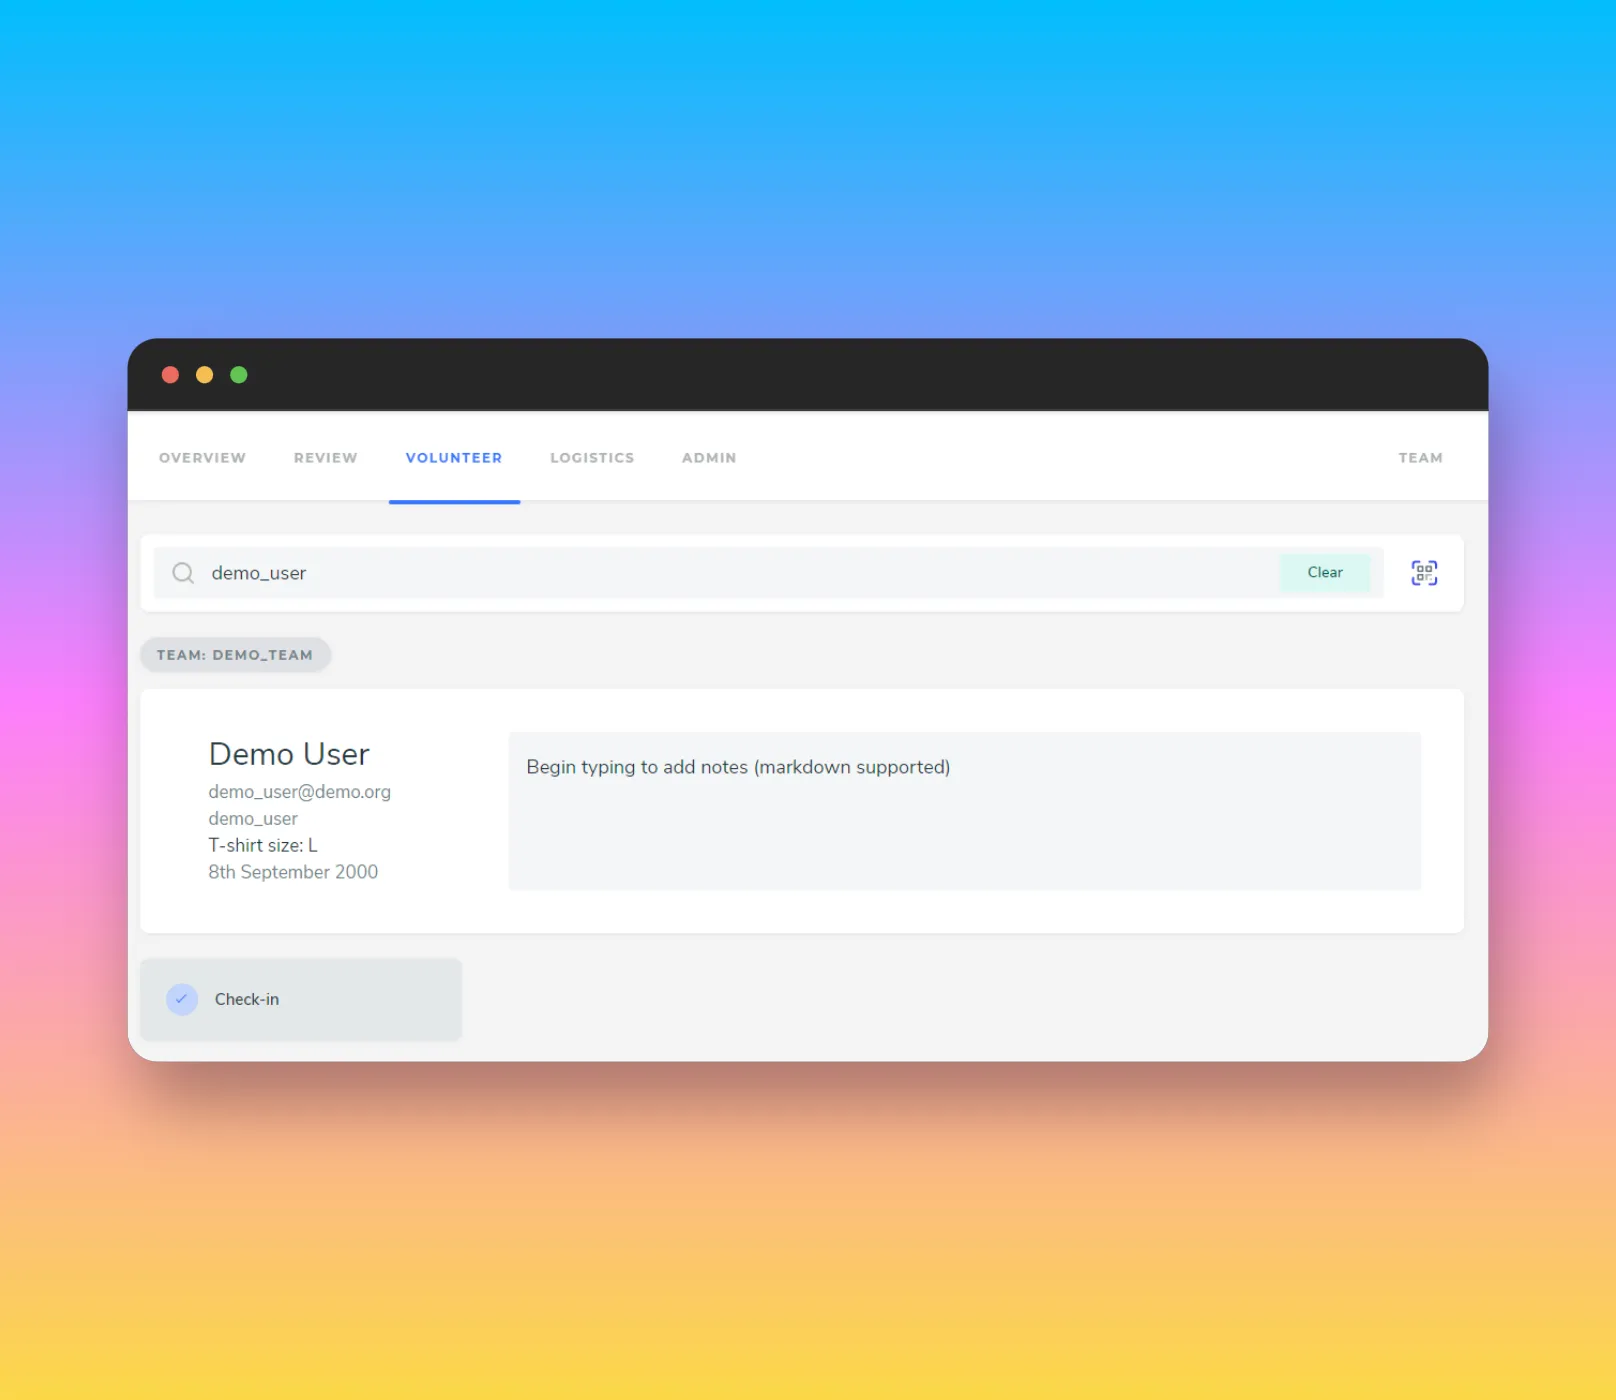 OVERVIEW REVIEW VOLUNTEER LOGISTICS ADMIN TEAM
demo_user Clear
TEAM: DEMO_TEAM
Demo User
demo_user@demo.org
demo_user
T-shirt size: L
8th September 2000
Begin typing to add notes (markdown supported)
Check-in